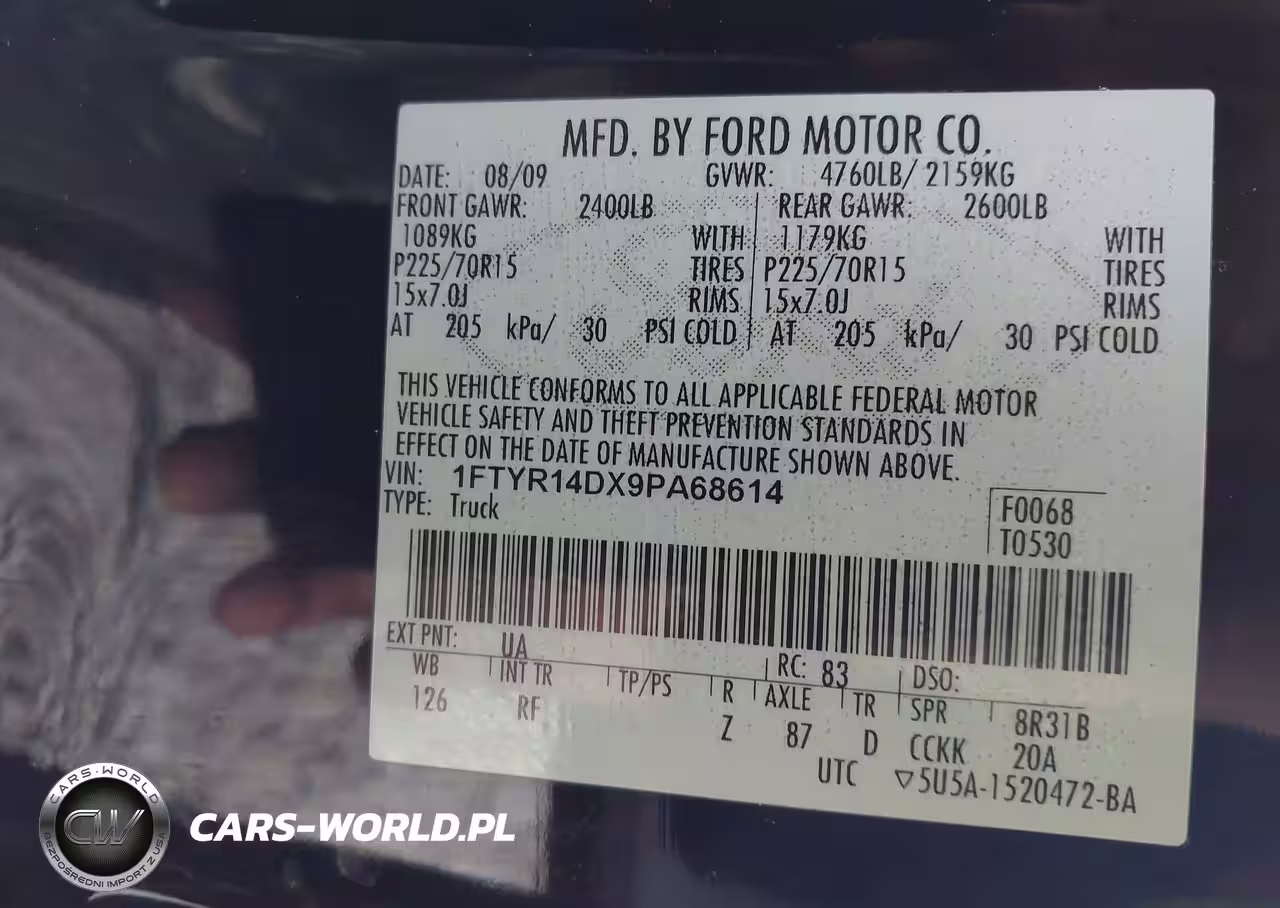 MFD. BY FORD MOTOR CO.
DATE: 08/09 GVWR: 4760LB/ 2159KG
FRONT GAWR: 2400LB REAR GAWR: 2600LB
1089KG WITH 1179KG WITH
P225/70R15 TIRES P225/70R15 TIRES
15x7.0J RIMS 15x7.0J RIMS
AT 205 kPa/ 30 PSI COLD AT 205 kPa/ 30 PSI COLD
THIS VEHICLE CONFORMS TO ALL APPLICABLE FEDERAL MOTOR
VEHICLE SAFETY AND THEFT PREVENTION STANDARDS IN
EFFECT ON THE DATE OF MANUFACTURE SHOWN ABOVE.
VIN: 1FTYR14DX9PA68614
TYPE: Truck
F0068
T0530
EXT PNT: UA RC: 83 DSO:
WB INT TR TP/PS R AXLE TR SPR 8R31B
126 RF Z 87 D CCKK 20A
UTC ▽5U5A-1520472-BA
CARS-WORLD
CW
BEZPOŚREDNI IMPORT Z USA
CARS-WORLD.PL